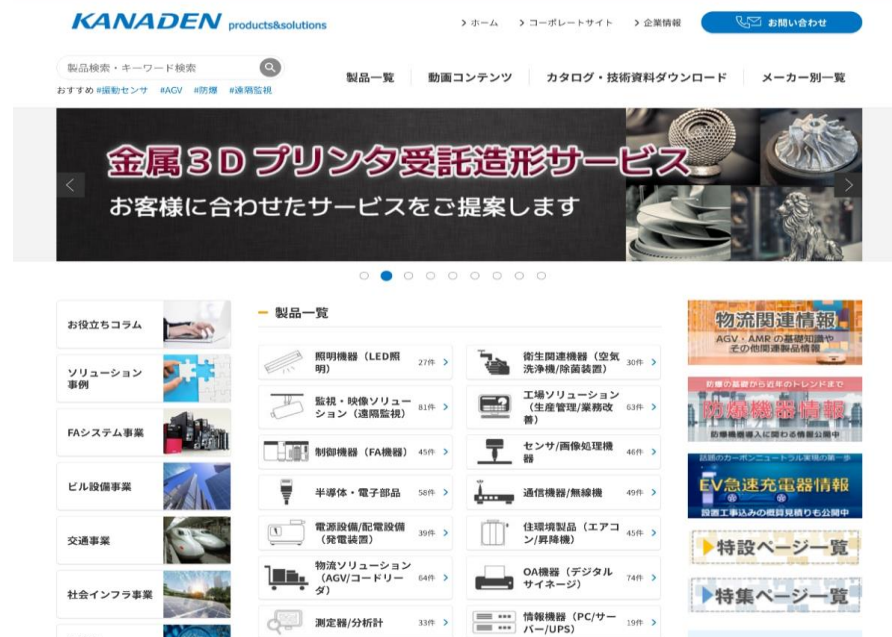 KANADEN products&solutions
ホーム
コーポレートサイト
企業情報
お問い合わせ
製品検索・キーワード検索
おすすめ #振動センサ #AGV #防爆 #遠隔監視
製品一覧
動画コンテンツ
カタログ・技術資料ダウンロード
メーカー別一覧
金属3Dプリンタ受託造形サービス
お客様に合わせたサービスをご提案します
お役立ちコラム
ソリューション
事例
FAシステム事業
ビル設備事業
交通事業
社会インフラ事業
製品一覧
照明機器（LED照
明） 27件
衛生関連機器（空気
洗浄機/除菌装置） 30件
監視・映像ソリュー
ション（遠隔監視） 81件
工場ソリューション
（生産管理/業務改
善） 63件
制御機器（FA機器） 45件
センサ/画像処理機
器 46件
半導体・電子部品 58件
通信機器/無線機 49件
電源設備/配電設備
（発電装置） 39件
住環境製品（エアコ
ン/昇降機） 45件
物流ソリューション
（AGV/コードリー
ダ） 64件
OA機器（デジタル
サイネージ） 74件
測定器/分析計 33件
情報機器（PC/サー
バー/UPS） 19件
物流関連情報
AGV・AMRの基礎知識や
その他関連製品情報
防爆の基礎から近年のトレンドまで
防爆機器情報
防爆機器導入に関わる情報公開中
話題のカーボンニュートラル実現の第一歩
EV急速充電器情報
設置工事込みの概算見積りも公開中
特設ページ一覧
特集ページ一覧